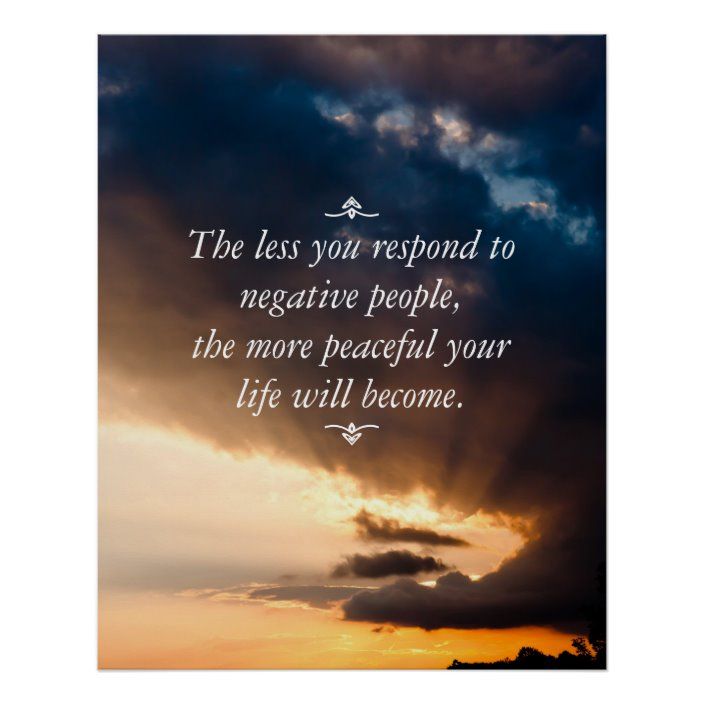 The less you respond to
negative people,
the more peaceful your
life will become.